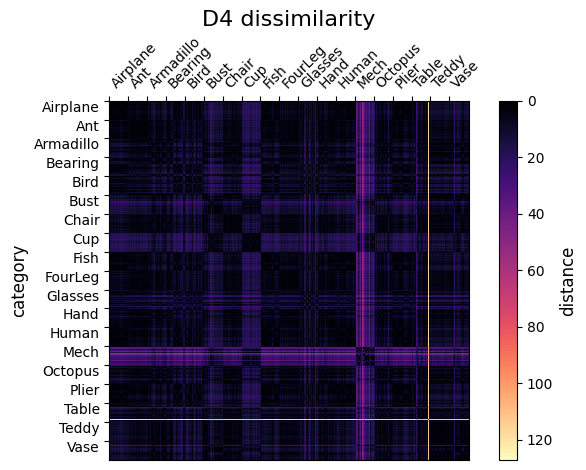 D4 dissimilarity
Airplane
Ant
Armadillo
Bearing
Bird
Bust
Chair
Cup
Fish
FourLeg
Glasses
Hand
Human
Mech
Octopus
Plier
Table
Teddy
Vase
Airplane
Ant
Armadillo
Bearing
Bird
Bust
Chair
Cup
Fish
FourLeg
Glasses
Hand
Human
Mech
Octopus
Plier
Table
Teddy
Vase
category
0
20
40
60
80
100
120
distance